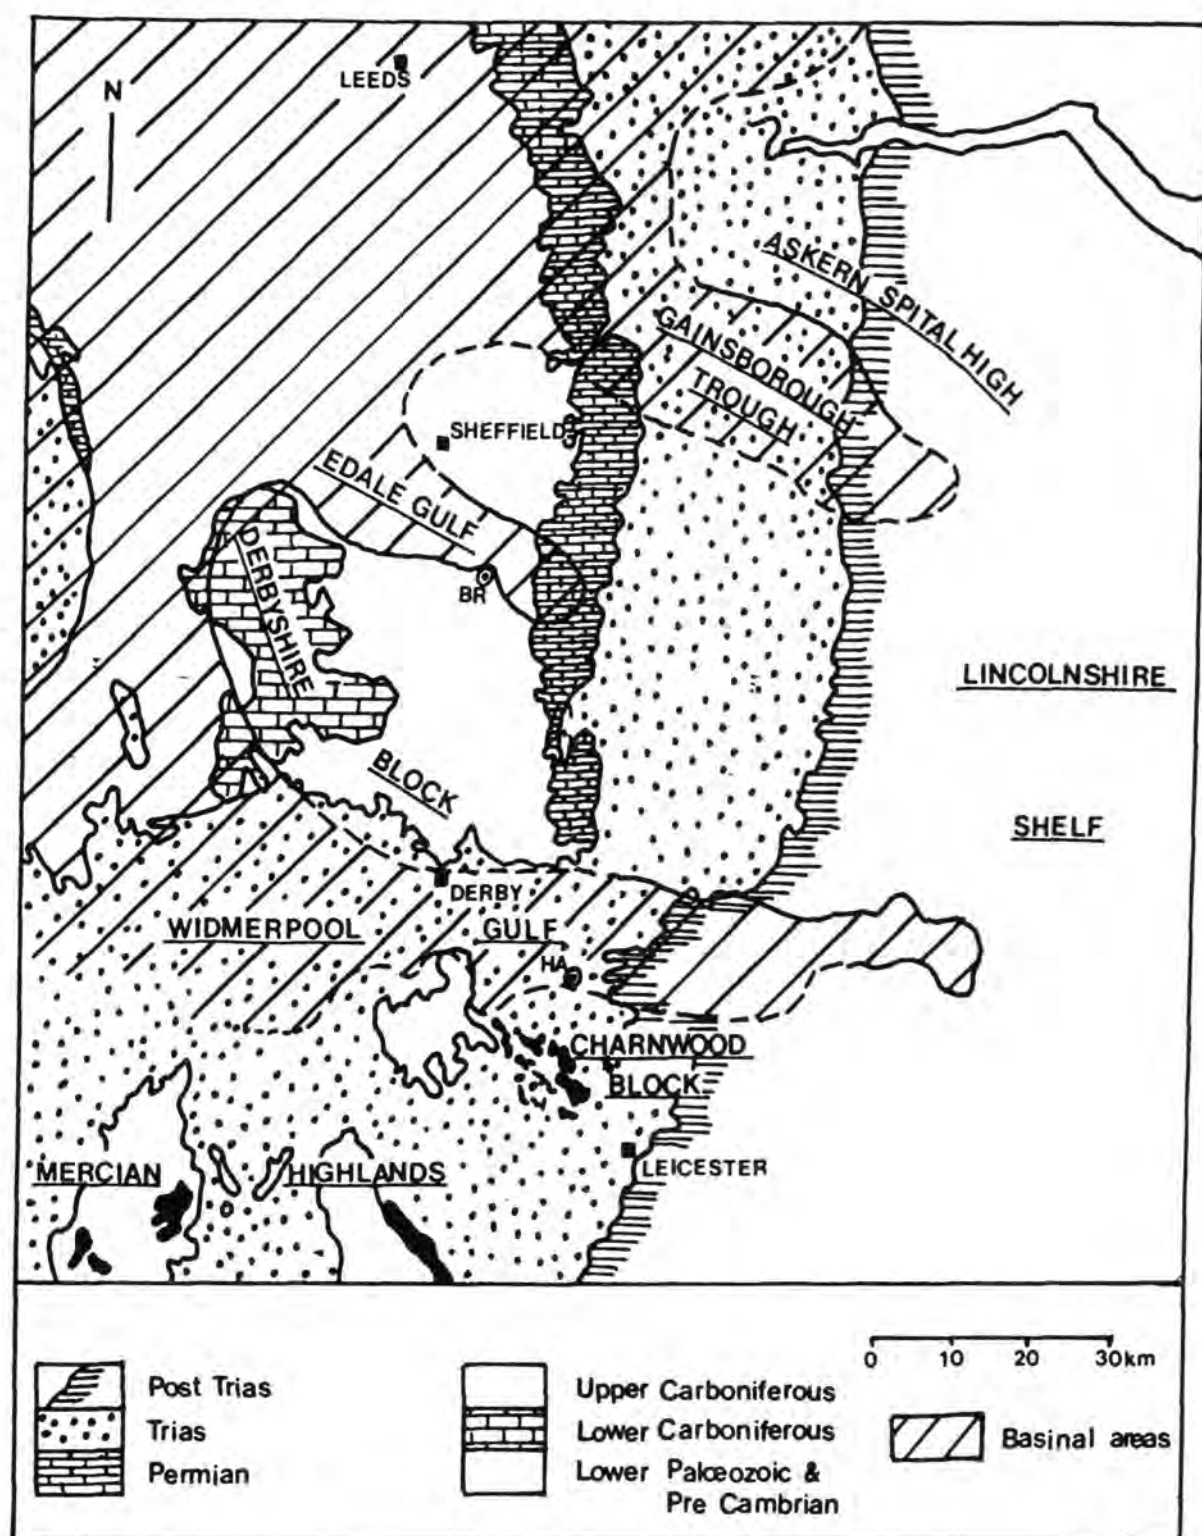 LEEDS
N
ASKERN SPITAL HIGH
GAINSBOROUGH
TROUGH
SHEFFIELD
EDALE GULF
DERBYSHIRE
BR
LINCOLNSHIRE
BLOCK
SHELF
DERBY
WIDMERPOOL
GULF
HA
CHARNWOOD
BLOCK
MERCIAN
HIGHLANDS
LEICESTER
Post Trias
Trias
Permian
Upper Carboniferous
Lower Carboniferous
Lower Palœozoic &
Pre Cambrian
0 10 20 30km
Basinal areas